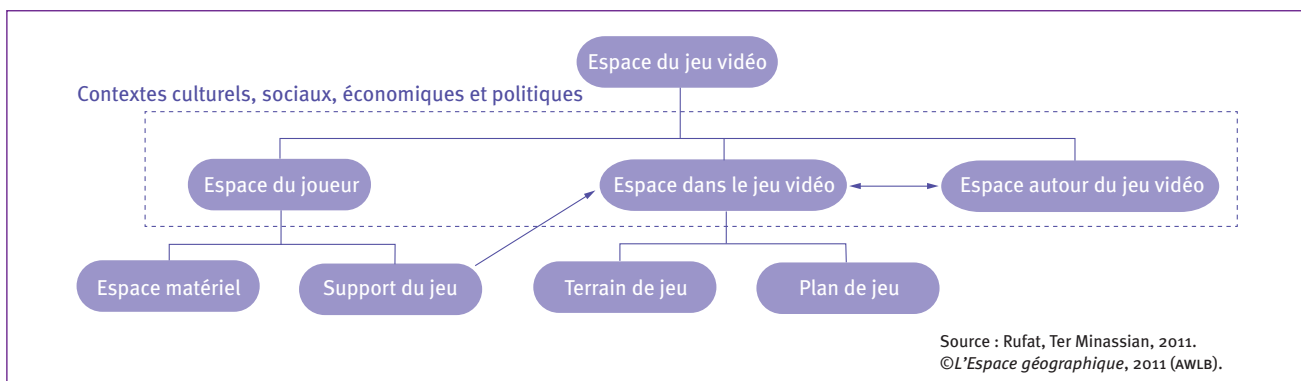 Espace du jeu vidéo
Contextes culturels, sociaux, économiques et politiques
Espace du joueur
Espace dans le jeu vidéo
Espace autour du jeu vidéo
Espace matériel
Support du jeu
Terrain de jeu
Plan de jeu
Source : Rufat, Ter Minassian, 2011.
©L'Espace géographique, 2011 (AWLB).